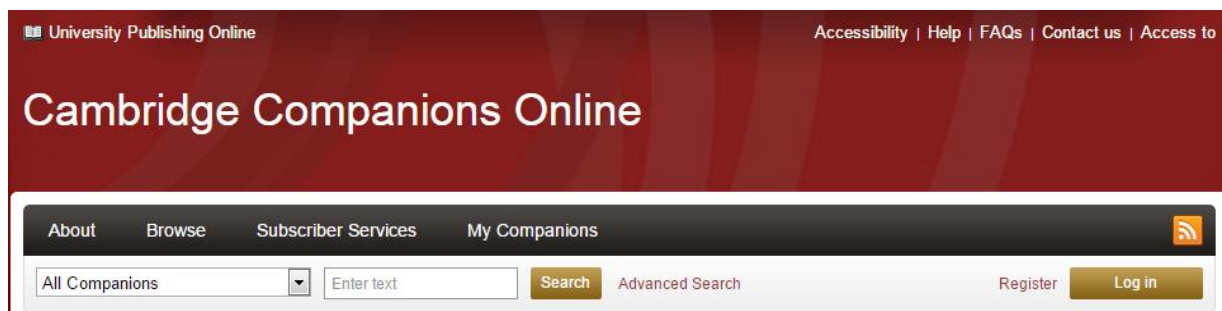 University Publishing Online
Accessibility | Help | FAQs | Contact us | Access to
Cambridge Companions Online
About Browse Subscriber Services My Companions
All Companions Enter text Search Advanced Search Register Log in